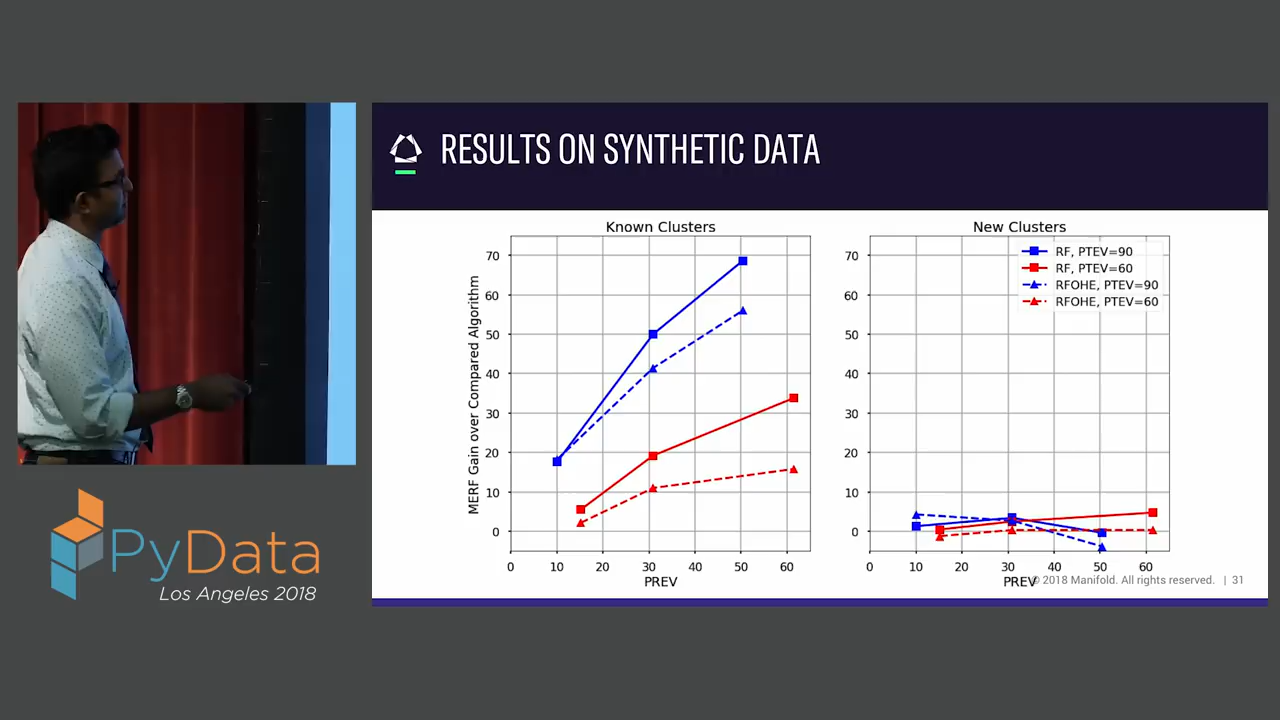 RESULTS ON SYNTHETIC DATA
Known Clusters
MERF Gain over Compared Algorithm
70
60
50
40
30
20
10
0
0 10 20 30 40 50 60
PREV
New Clusters
RF, PTEV=90
RF, PTEV=60
RFOHE, PTEV=90
RFOHE, PTEV=60
70
60
50
40
30
20
10
0
0 10 20 30 40 50 60
PREV
© 2018 Manifold. All rights reserved. | 31
PyData
Los Angeles 2018